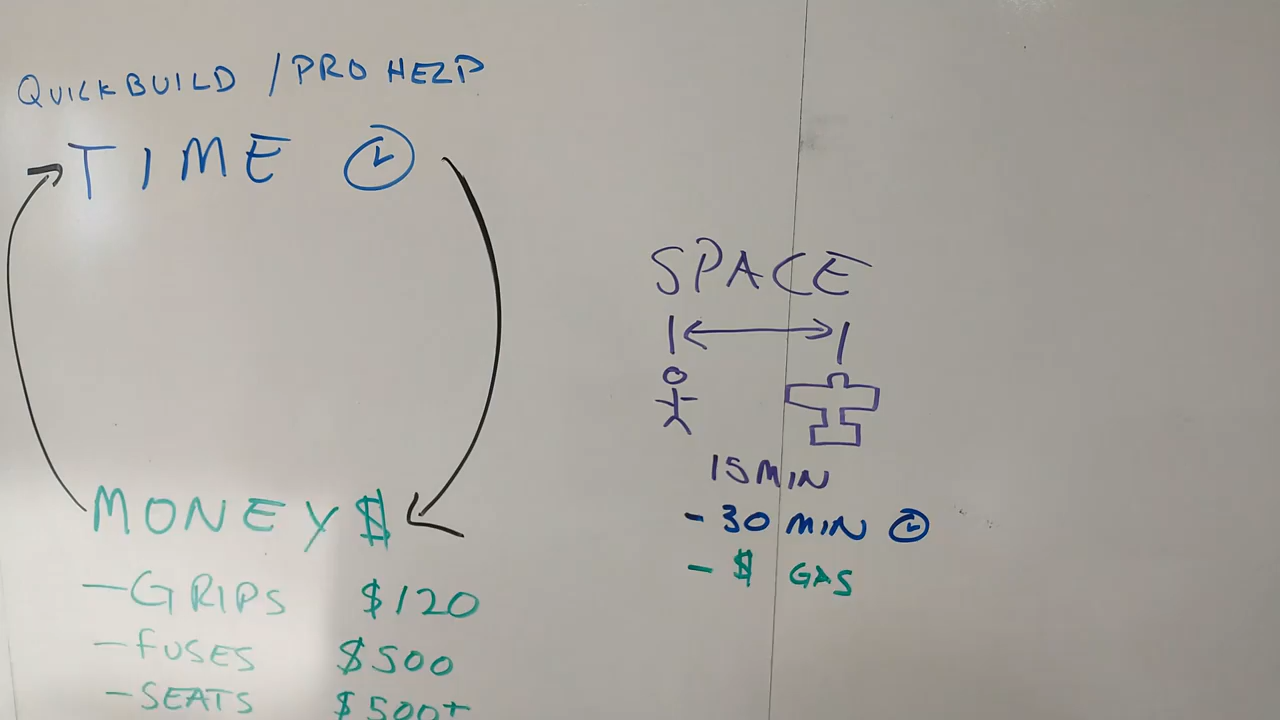 QUICKBUILD / PRO HELP
TIME
MONEY $
- GRIPS $120
- FUSES $500
- SEATS $500+
SPACE
15 MIN
- 30 MIN
- $ GAS